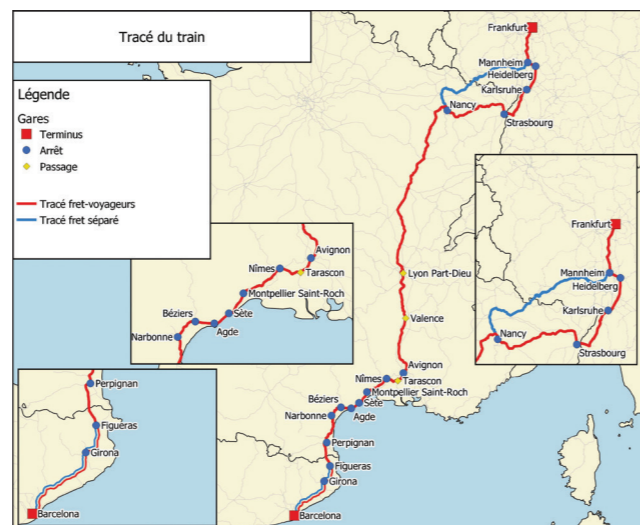 Tracé du train
Légende
Gares
Terminus
Arrêt
Passage
Tracé fret-voyageurs
Tracé fret séparé
Frankfurt
Mannheim
Heidelberg
Karlsruhe
Nancy
Strasbourg
Lyon Part-Dieu
Valence
Avignon
Nîmes
Tarascon
Montpellier Saint-Roch
Béziers
Sète
Agde
Narbonne
Perpignan
Figueras
Girona
Barcelona
Avignon
Nîmes
Tarascon
Montpellier Saint-Roch
Béziers
Sète
Agde
Narbonne
Frankfurt
Mannheim
Heidelberg
Karlsruhe
Nancy
Strasbourg
Perpignan
Figueras
Girona
Barcelona